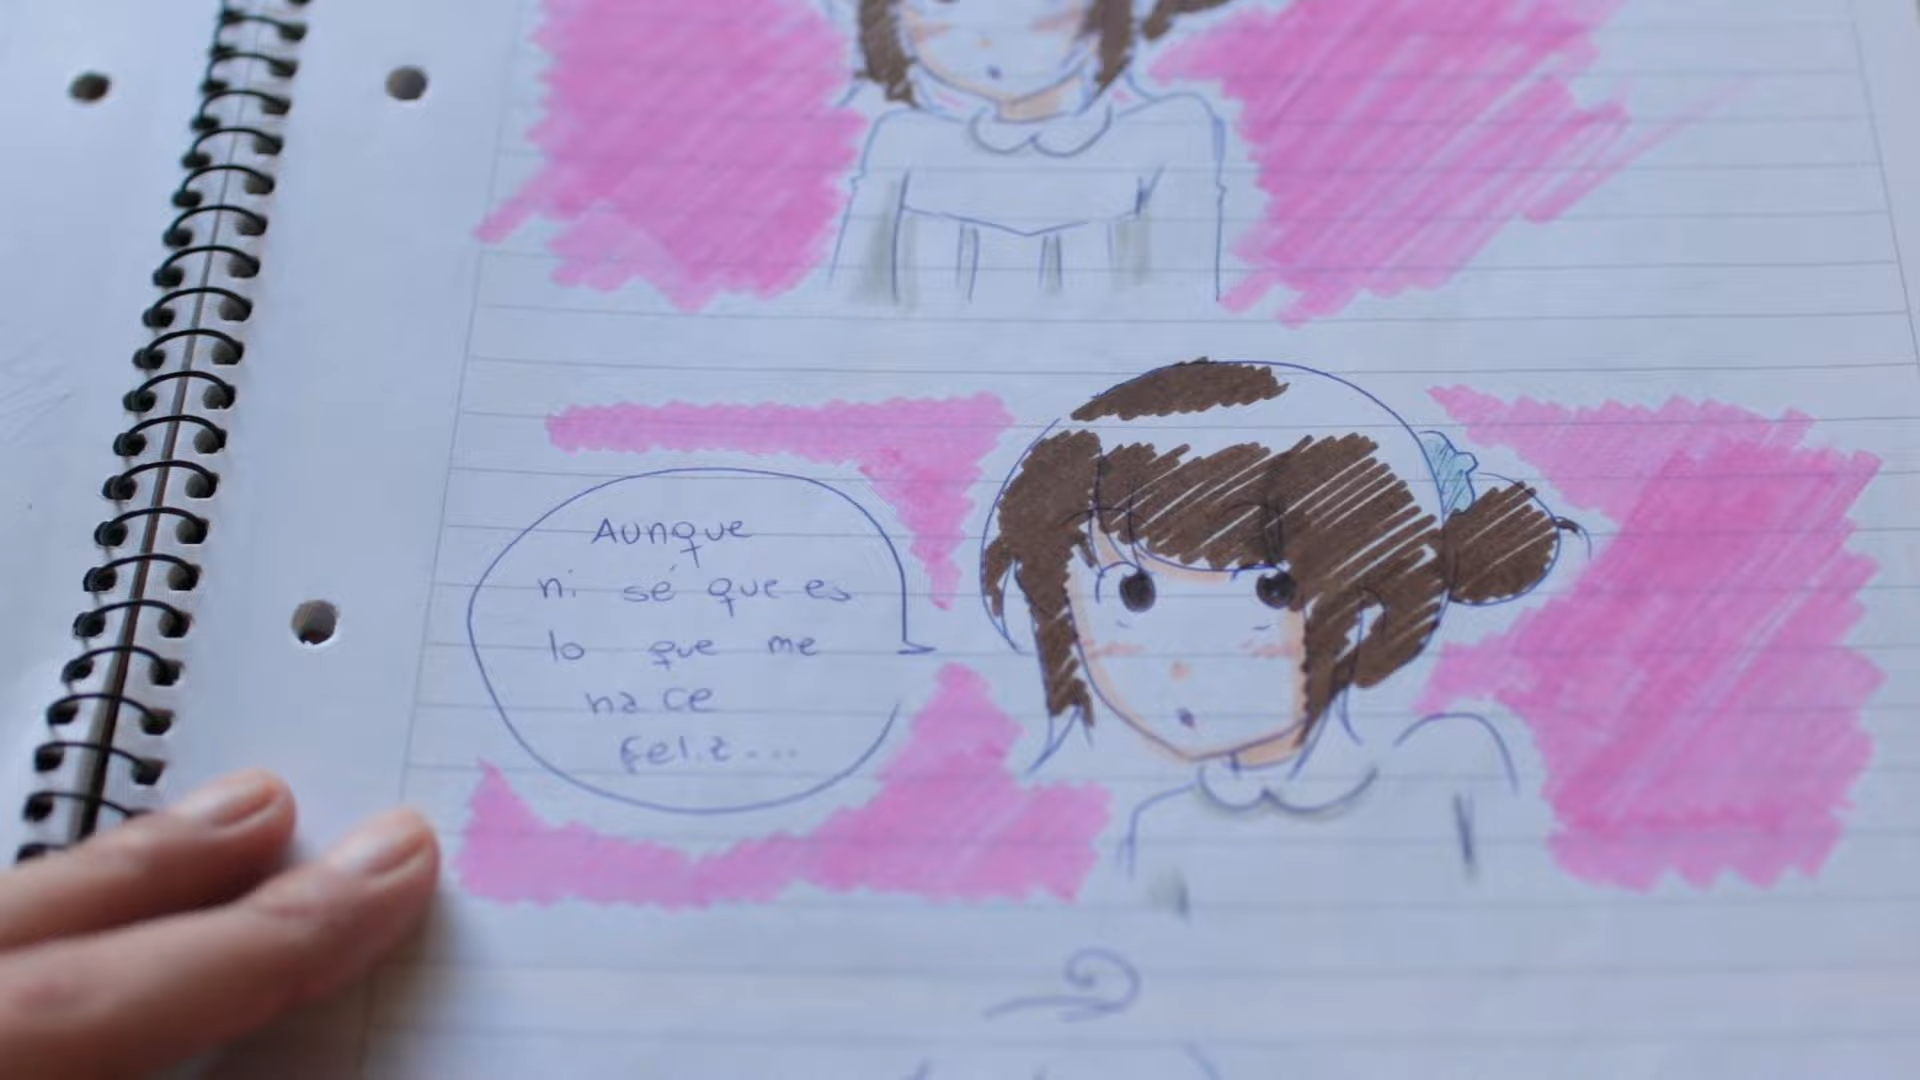 Aunque
ni sé que es
lo que me
hace
feliz...